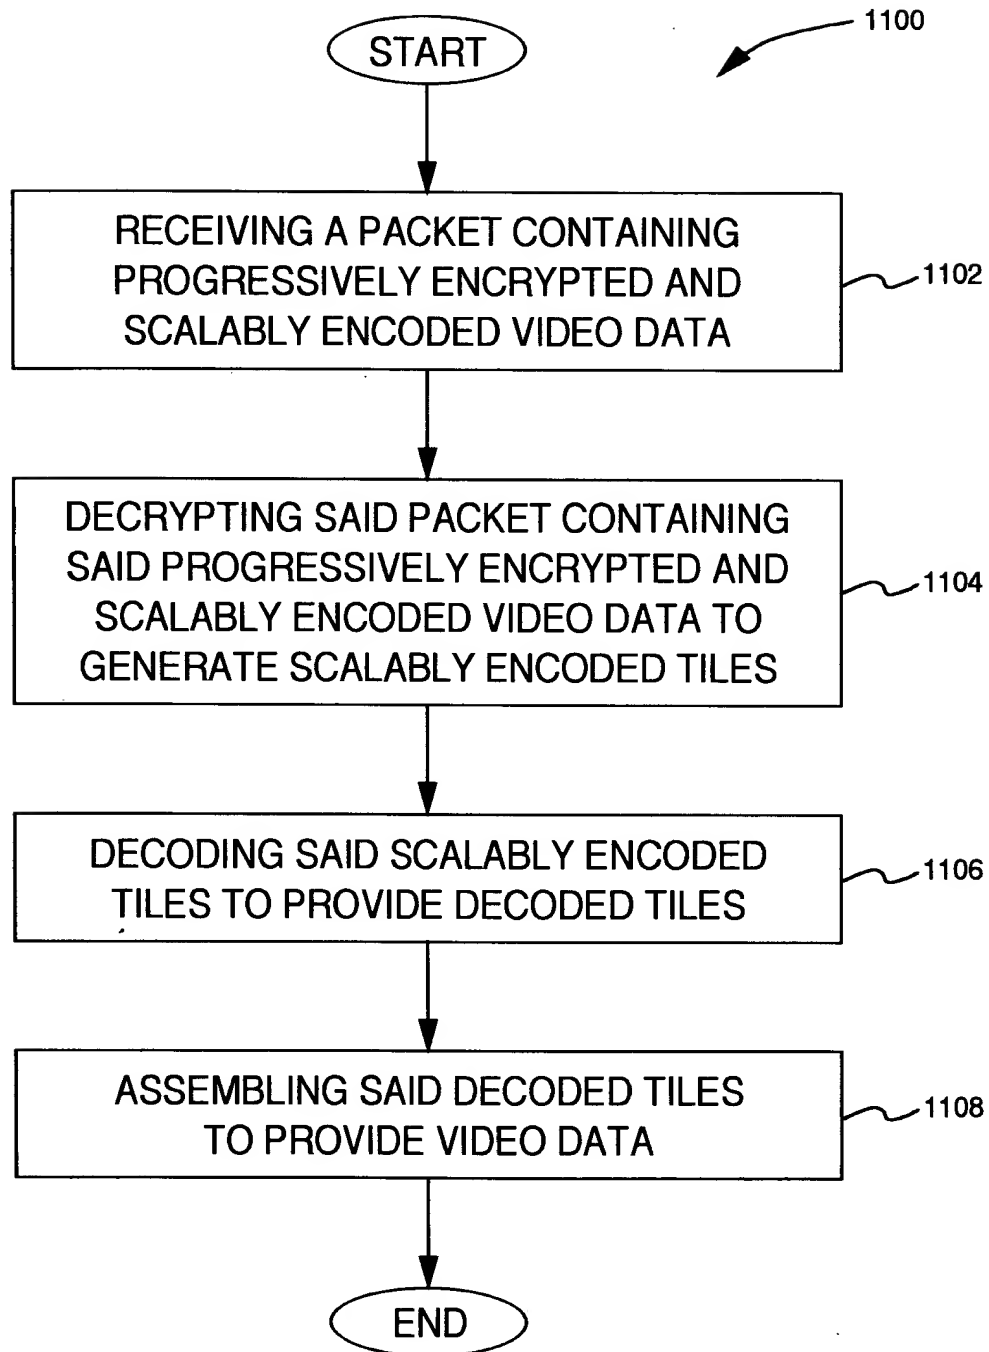 1100
START
RECEIVING A PACKET CONTAINING
PROGRESSIVELY ENCRYPTED AND
SCALABLY ENCODED VIDEO DATA
1102
DECRYPTING SAID PACKET CONTAINING
SAID PROGRESSIVELY ENCRYPTED AND
SCALABLY ENCODED VIDEO DATA TO
GENERATE SCALABLY ENCODED TILES
1104
DECODING SAID SCALABLY ENCODED
TILES TO PROVIDE DECODED TILES
1106
ASSEMBLING SAID DECODED TILES
TO PROVIDE VIDEO DATA
1108
END